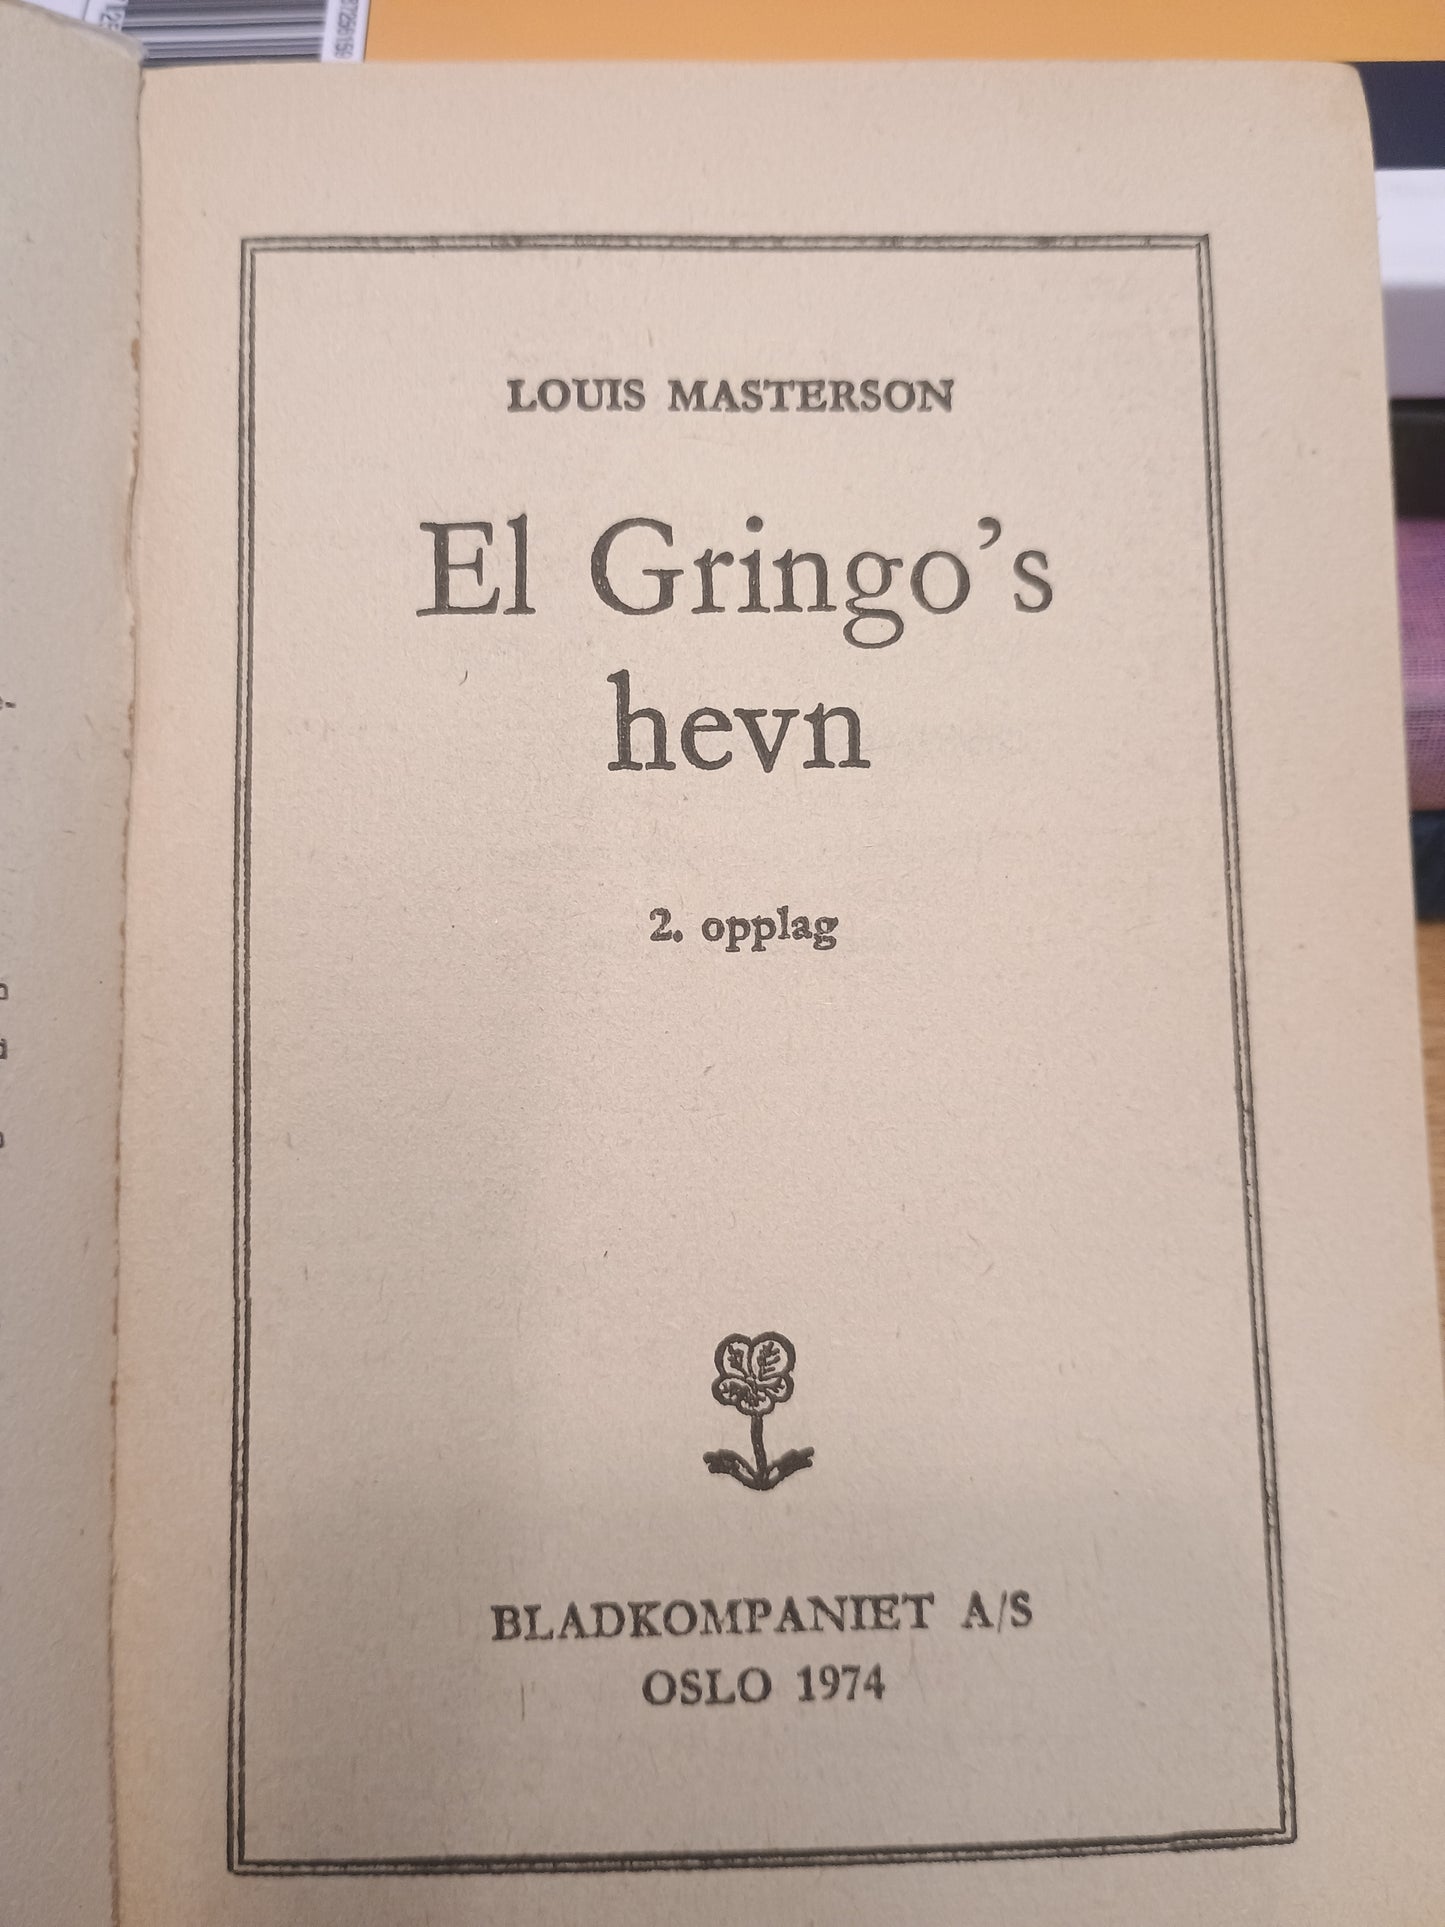 LOUIS MASTERSON
El Gringo's
hevn
2. opplag
BLADKOMPANIET A/S
OSLO 1974